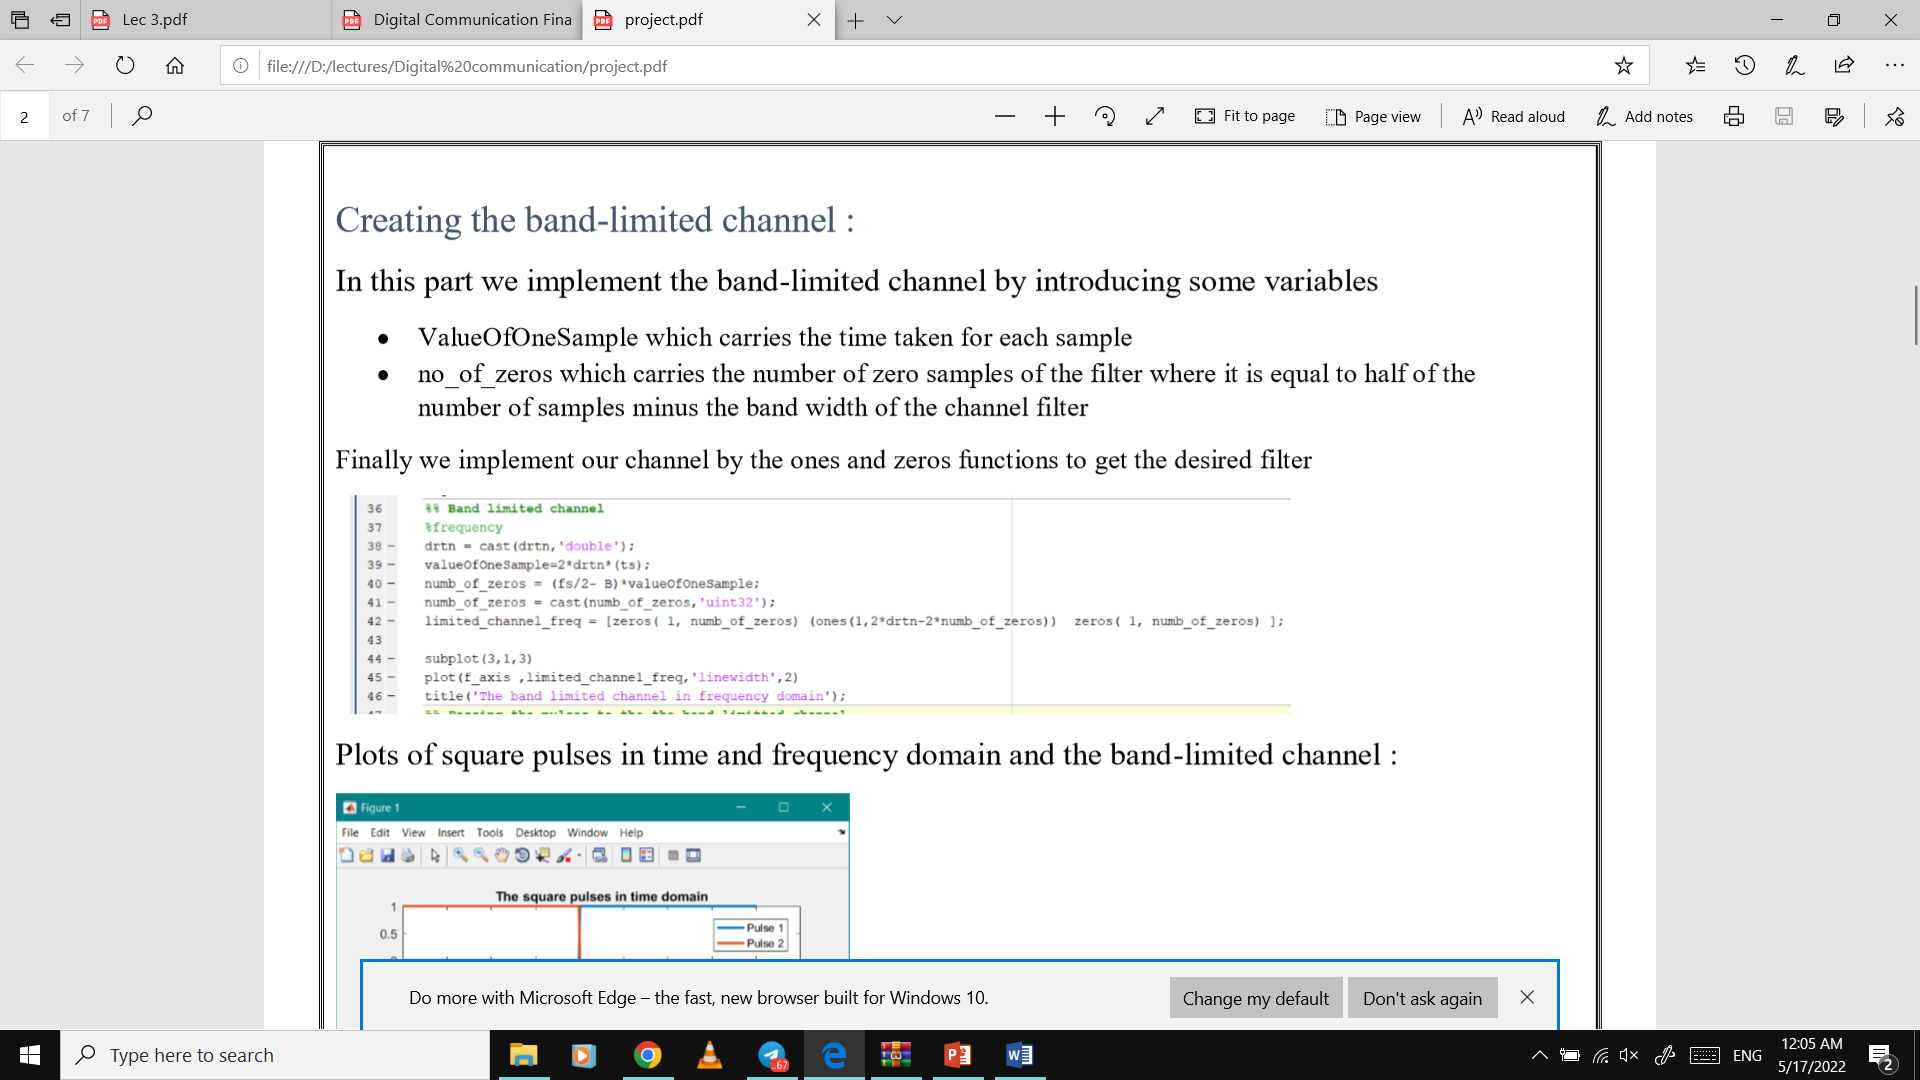 Lec 3.pdf
Digital Communication Fina
project.pdf
file:///D:/lectures/Digital%20communication/project.pdf
2 of 7
Fit to page
Page view
Read aloud
Add notes
Creating the band-limited channel :
In this part we implement the band-limited channel by introducing some variables
• ValueOfOneSample which carries the time taken for each sample
• no_of_zeros which carries the number of zero samples of the filter where it is equal to half of the
number of samples minus the band width of the channel filter
Finally we implement our channel by the ones and zeros functions to get the desired filter
36 %% Band limited channel
37 %frequency
38 - drtn = cast(drtn,'double');
39 - valueOfOneSample=2*drtn*(ts);
40 - numb_of_zeros = (fs/2- B)*valueOfOneSample;
41 - numb_of_zeros = cast(numb_of_zeros,'uint32');
42 - limited_channel_freq = [zeros( 1, numb_of_zeros) (ones(1,2*drtn-2*numb_of_zeros)) zeros( 1, numb_of_zeros) ];
43
44 - subplot(3,1,3)
45 - plot(f_axis ,limited_channel_freq,'linewidth',2)
46 - title('The band limited channel in frequency domain');
Plots of square pulses in time and frequency domain and the band-limited channel :
Figure 1
File Edit View Insert Tools Desktop Window Help
The square pulses in time domain
1
0.5
Pulse 1
Pulse 2
Do more with Microsoft Edge – the fast, new browser built for Windows 10.
Change my default
Don't ask again
Type here to search
67
ENG
12:05 AM
5/17/2022
2